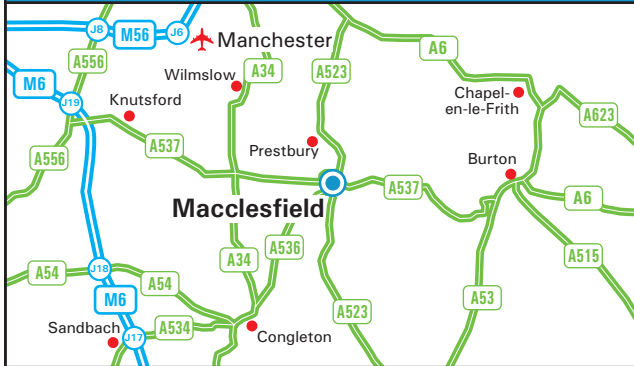 J8
M56
J6
Manchester
A556
A34
A523
A6
M6
Wilmslow
Chapel-
en-le-Frith
J19
Knutsford
A623
A556
A537
Prestbury
Burton
A537
A6
Macclesfield
A536
A515
J18
A54
A54
A34
M6
A53
A523
Sandbach
J17
A534
Congleton